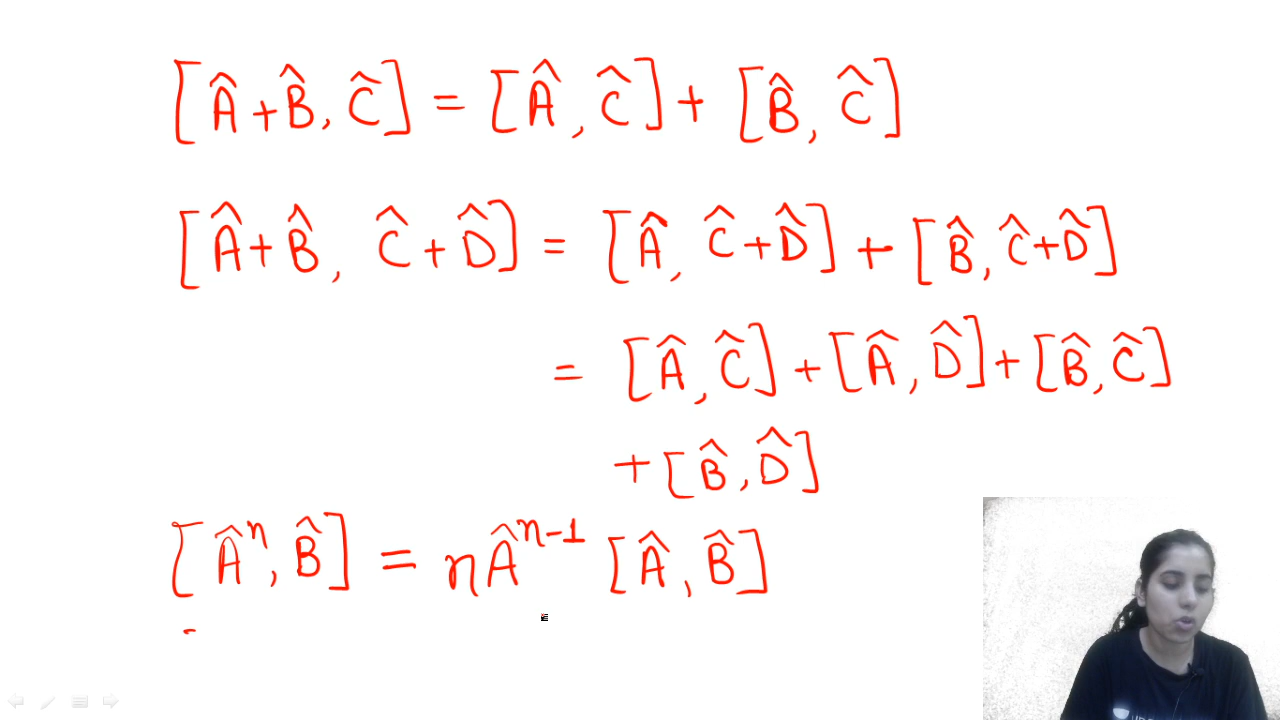 [Â+B̂, Ĉ] = [Â, Ĉ] + [B̂, Ĉ]
[Â+B̂, Ĉ+D̂] = [Â, Ĉ+D̂] + [B̂, Ĉ+D̂]
= [Â, Ĉ] + [Â, D̂] + [B̂, Ĉ]
+ [B̂, D̂]
[Âⁿ, B̂] = nÂⁿ⁻¹ [Â, B̂]